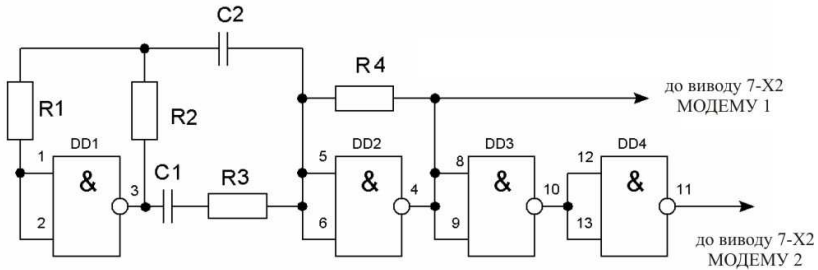 C2
R4
до виводу 7-X2
МОДЕМУ 1
R1
R2
DD1
DD2
DD3
DD4
1
&
3
C1
R3
5
&
4
8
&
10
12
&
11
2
6
9
13
до виводу 7-X2
МОДЕМУ 2